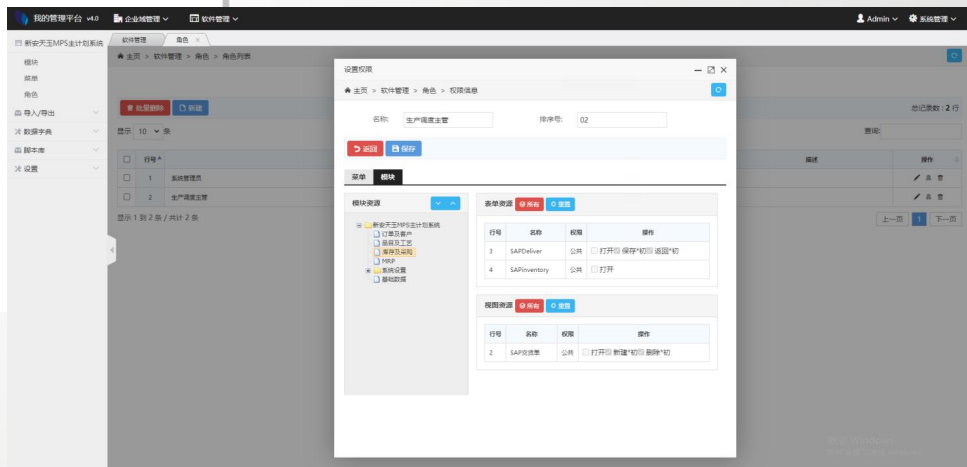 我的管理平台 v4.0 企业域管理 软件管理 Admin 系统管理
新安天玉MPS主计划系统
模块
菜单
角色
导入/导出
数据字典
脚本库
设置
软件管理 角色 ×
主页 > 软件管理 > 角色 > 角色列表
批量删除 新建
总记录数 : 2 行
显示 10 条
查询:
行号 描述 操作
1 系统管理员
2 生产调度主管
显示 1 到 2 条 / 共计 2 条
上一页 1 下一页
设置权限
主页 > 软件管理 > 角色 > 权限信息
名称: 生产调度主管 排序号: 02
返回 保存
菜单 模块
模块资源
新安天玉MPS主计划系统
订单及客户
品目及工艺
库存及采购
MRP
系统设置
基础数据
表单资源 所有 重置
行号 名称 权限 操作
3 SAPDeliver 公共 打开 保存*初 返回*初
4 SAPinventory 公共 打开
视图资源 所有 重置
行号 名称 权限 操作
2 SAP交货单 公共 打开 新建*初 删除*初